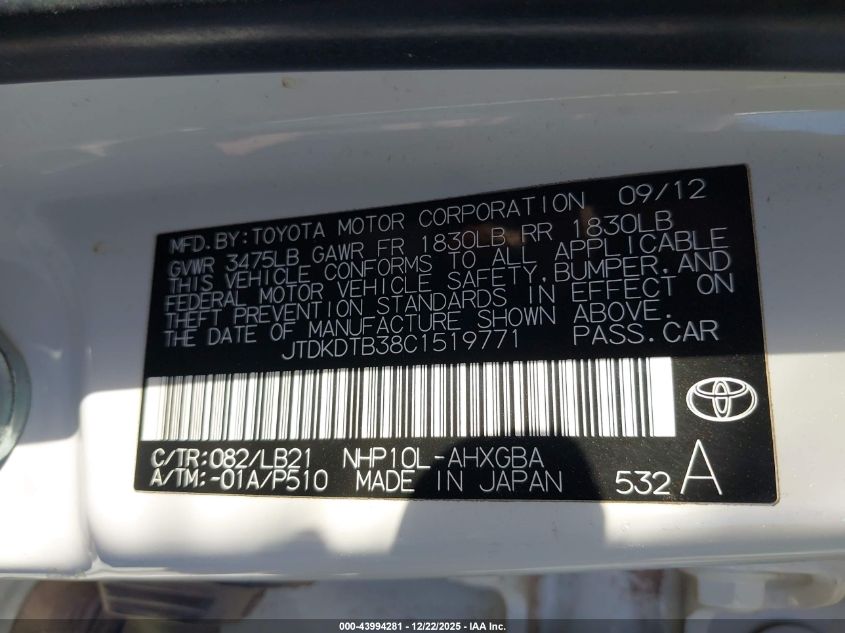 MFD. BY: TOYOTA MOTOR CORPORATION 09/12
GVWR 3475LB GAWR FR 1830LB RR 1830LB
THIS VEHICLE CONFORMS TO ALL APPLICABLE
FEDERAL MOTOR VEHICLE SAFETY, BUMPER, AND
THEFT PREVENTION STANDARDS IN EFFECT ON
THE DATE OF MANUFACTURE SHOWN ABOVE.
JTDKDTB38C1519771 PASS. CAR
C/TR: 082/LB21 NHP10L-AHXGBA
A/TM: -01A/P510 MADE IN JAPAN 532 A
000-43994281 | 12/22/2025 | IAA Inc.